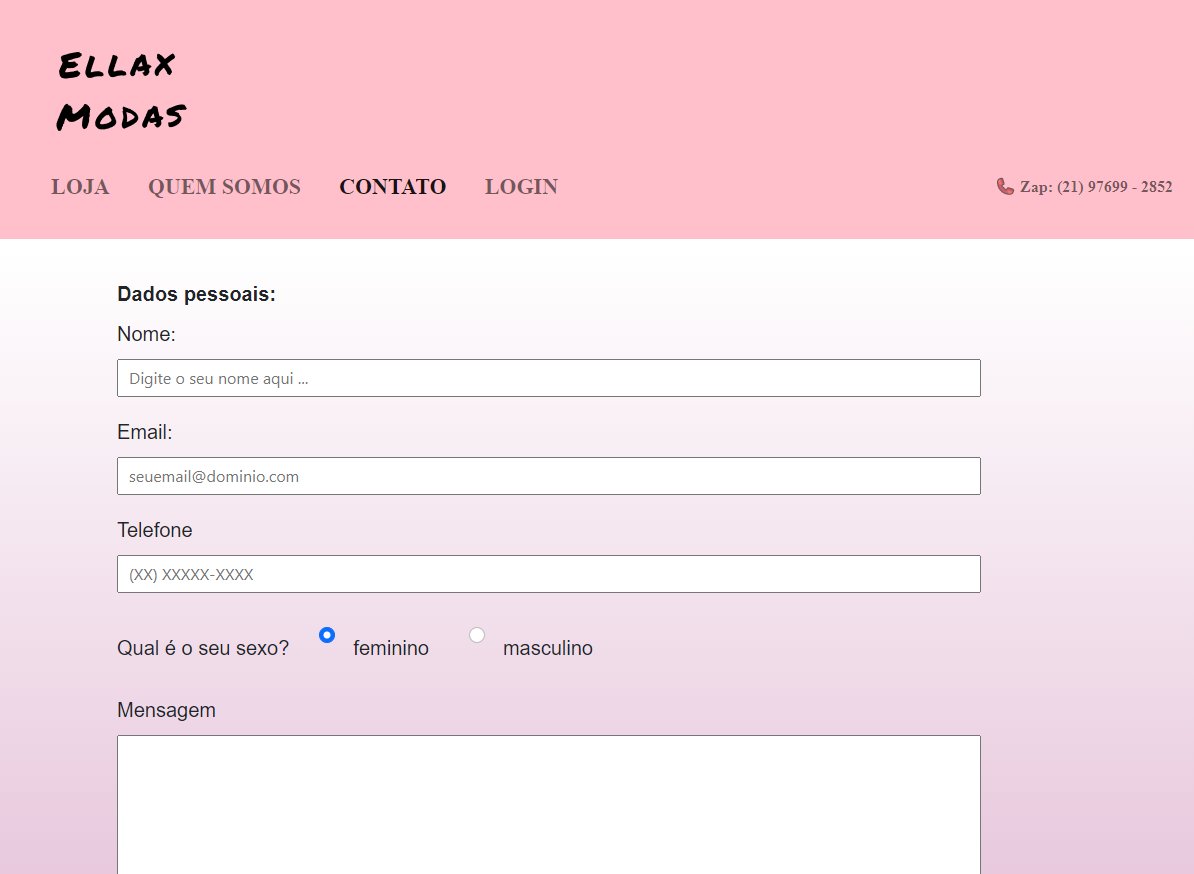 Ellax
Modas
LOJA QUEM SOMOS CONTATO LOGIN
Zap: (21) 97699 - 2852
Dados pessoais:
Nome:
Digite o seu nome aqui ...
Email:
seuemail@dominio.com
Telefone
(XX) XXXXX-XXXX
Qual é o seu sexo? feminino masculino
Mensagem